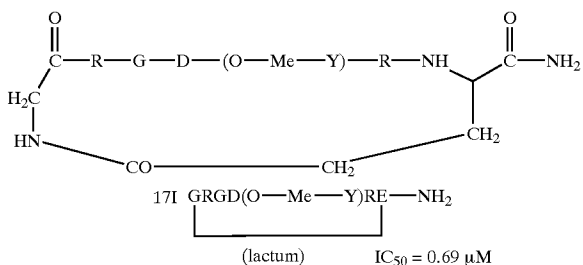 O O
C—R—G—D—(O—Me—Y)—R—NH NH₂
H₂C
HN CH₂
CO CH₂
17I GRGD(O—Me—Y)RE—NH₂
(lactum) IC₅₀ = 0.69 µM